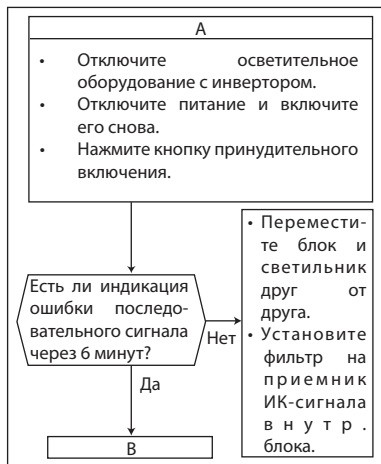 A
• Отключите осветительное
оборудование с инвертором.
• Отключите питание и включите
его снова.
• Нажмите кнопку принудительного
включения.
Есть ли индикация
ошибки последо-
вательного сигнала
через 6 минут?
Нет
• Перемести-
те блок и
светильник
друг от
друга.
• Установите
фильтр на
приемник
ИК-сигнала
внутр.
блока.
Да
B